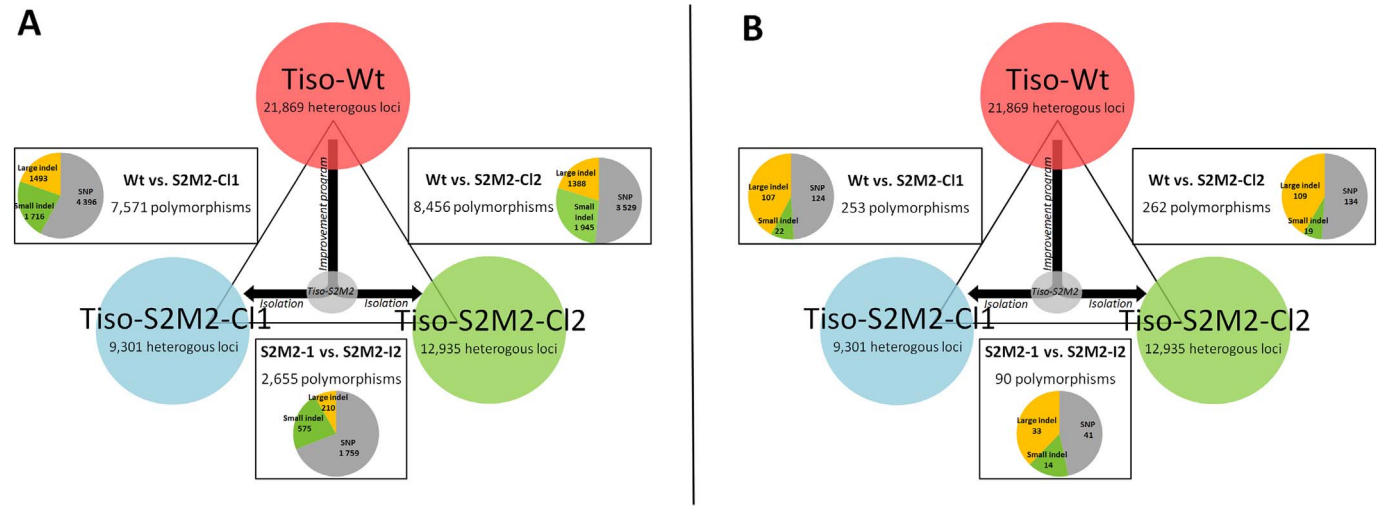 A
Tiso-Wt
21,869 heterogous loci
Improvement program
Large indel
1493
SNP
4 396
Small indel
1 716
Wt vs. S2M2-Cl1
7,571 polymorphisms
Wt vs. S2M2-Cl2
8,456 polymorphisms
Large indel
1388
SNP
3 529
Small
Indel
1 945
Tiso-S2M2
Isolation
Isolation
Tiso-S2M2-Cl1
9,301 heterogous loci
Tiso-S2M2-Cl2
12,935 heterogous loci
S2M2-1 vs. S2M2-I2
2,655 polymorphisms
Large indel
210
Small indel
575
SNP
1 759
B
Tiso-Wt
21,869 heterogous loci
Improvement program
Large indel
107
SNP
124
Small indel
22
Wt vs. S2M2-Cl1
253 polymorphisms
Wt vs. S2M2-Cl2
262 polymorphisms
Large indel
109
SNP
134
Small indel
19
Tiso-S2M2
Isolation
Isolation
Tiso-S2M2-Cl1
9,301 heterogous loci
Tiso-S2M2-Cl2
12,935 heterogous loci
S2M2-1 vs. S2M2-I2
90 polymorphisms
Large indel
33
SNP
41
Small indel
14